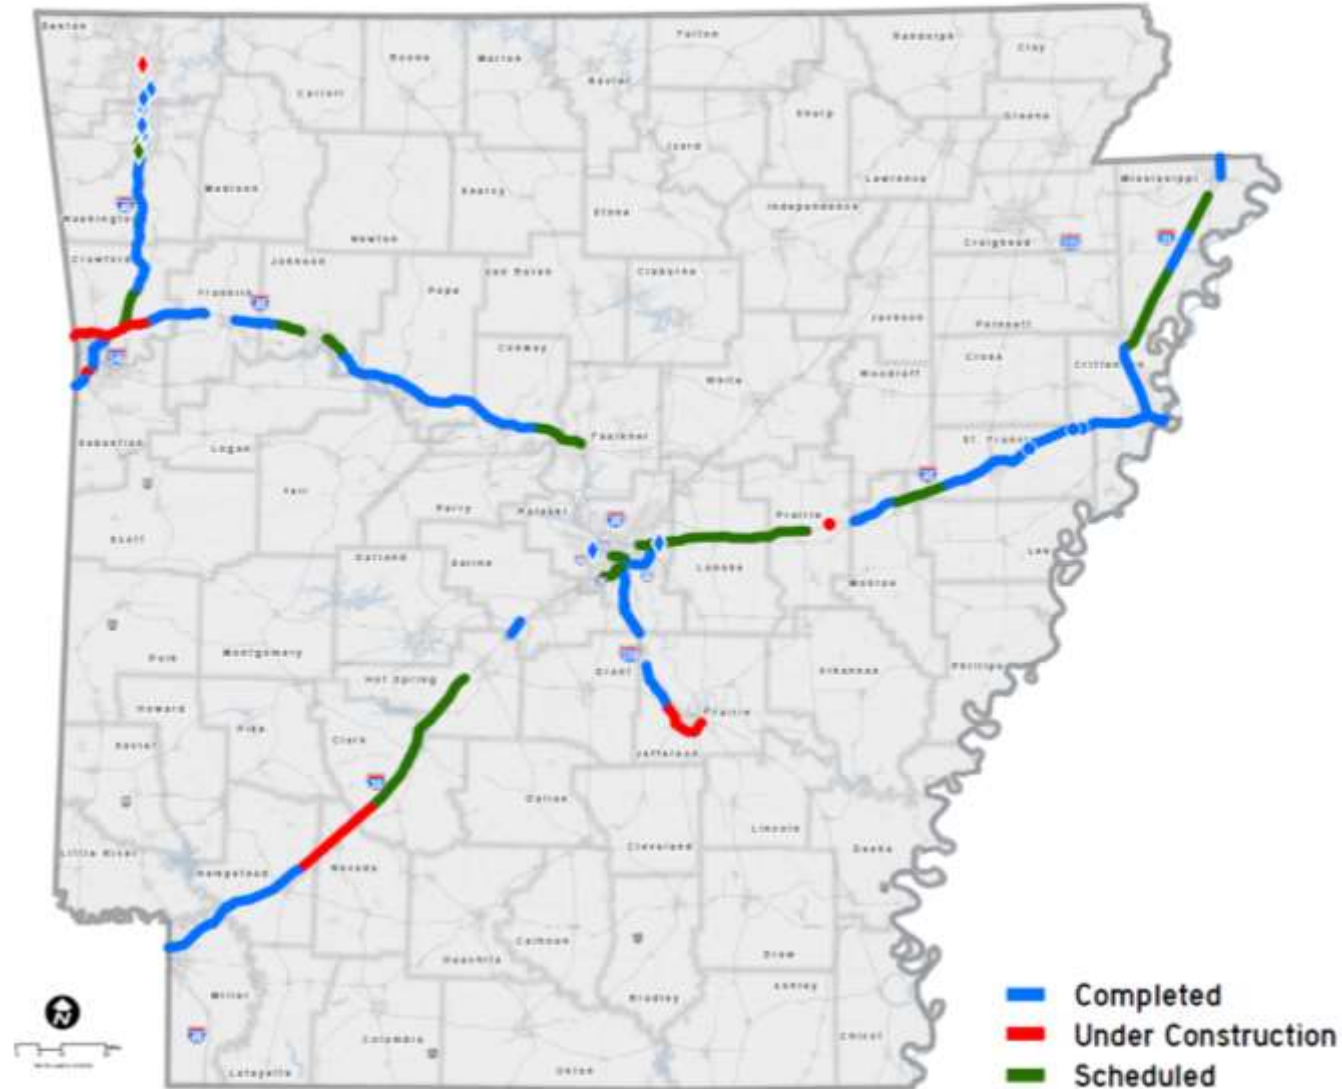 Benton
Fulton
Randolph
Clay
Boone
Marion
Baxter
Carroll
Sharp
Greene
Izard
Lawrence
Mississippi
Madison
Searcy
Stone
Independence
Washington
Newton
Craighead
Crawford
Johnson
Van Buren
Cleburne
Franklin
Pope
Jackson
Poinsett
Conway
Cross
Crittenden
White
Woodruff
Faulkner
St. Francis
Sebastian
Logan
Yell
Perry
Pulaski
Prairie
Scott
Garland
Saline
Lonoke
Lee
Monroe
Polk
Montgomery
Hot Spring
Grant
Arkansas
Phillips
Howard
Pike
Clark
Prairie
Sevier
Jefferson
Dallas
Lincoln
Desha
Little River
Hempstead
Nevada
Cleveland
Calhoun
Ouachita
Drew
Miller
Bradley
Ashley
Columbia
Chicot
Lafayette
Union
N
Completed
Under Construction
Scheduled